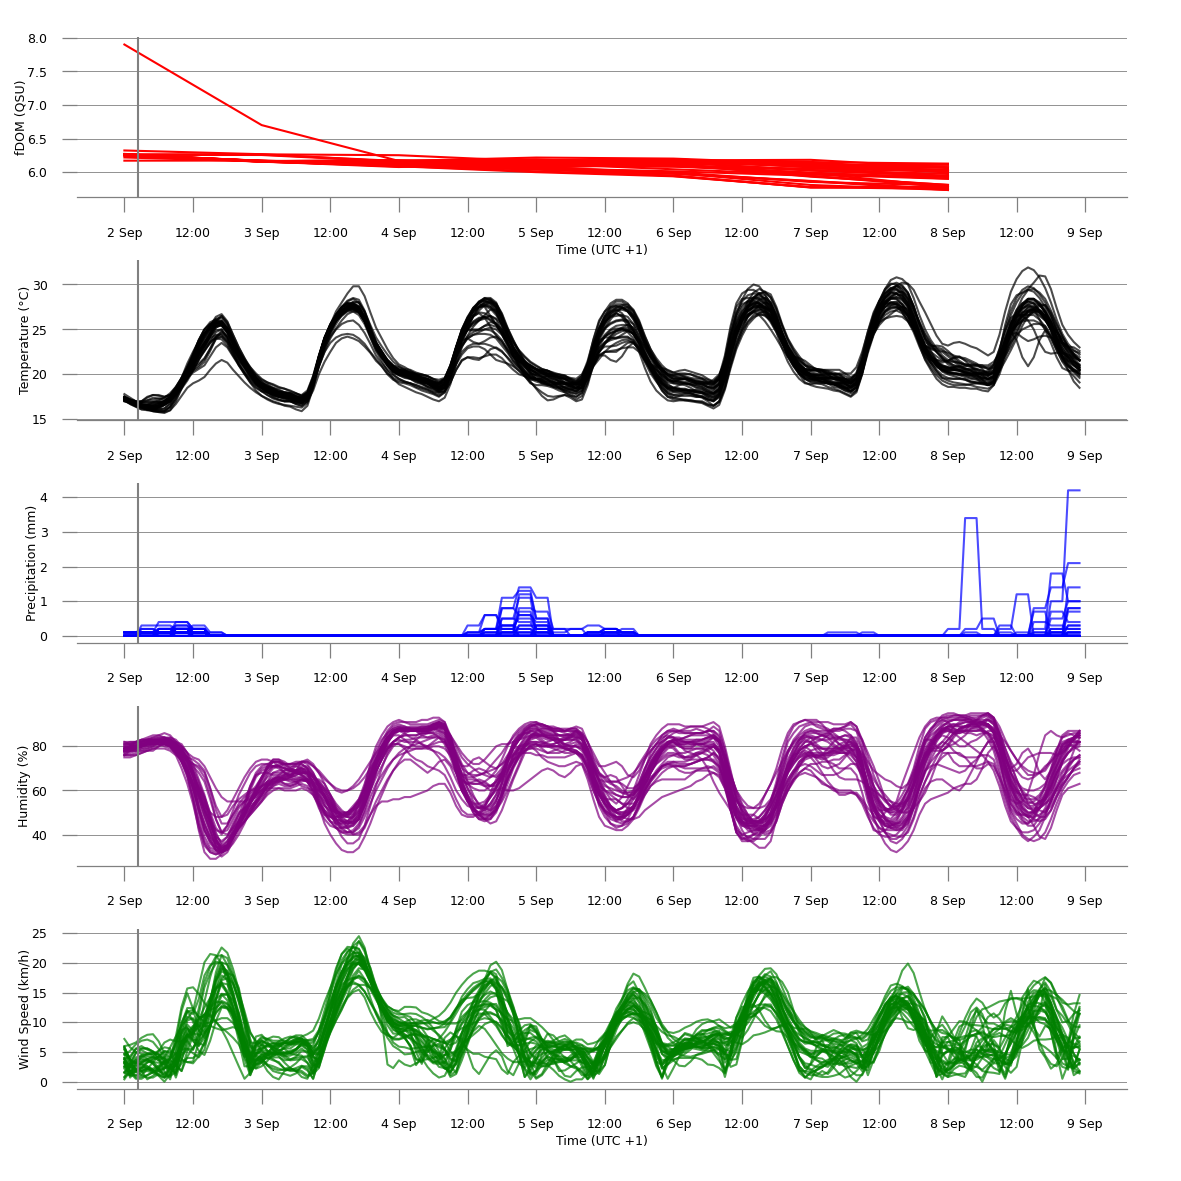 8.0
7.5
7.0
6.5
6.0
fDOM (QSU)
2 Sep 12:00 3 Sep 12:00 4 Sep 12:00 5 Sep 12:00 6 Sep 12:00 7 Sep 12:00 8 Sep 12:00 9 Sep
Time (UTC +1)
30
25
20
15
Temperature (°C)
2 Sep 12:00 3 Sep 12:00 4 Sep 12:00 5 Sep 12:00 6 Sep 12:00 7 Sep 12:00 8 Sep 12:00 9 Sep
4
3
2
1
0
Precipitation (mm)
2 Sep 12:00 3 Sep 12:00 4 Sep 12:00 5 Sep 12:00 6 Sep 12:00 7 Sep 12:00 8 Sep 12:00 9 Sep
80
60
40
Humidity (%)
2 Sep 12:00 3 Sep 12:00 4 Sep 12:00 5 Sep 12:00 6 Sep 12:00 7 Sep 12:00 8 Sep 12:00 9 Sep
25
20
15
10
5
0
Wind Speed (km/h)
2 Sep 12:00 3 Sep 12:00 4 Sep 12:00 5 Sep 12:00 6 Sep 12:00 7 Sep 12:00 8 Sep 12:00 9 Sep
Time (UTC +1)